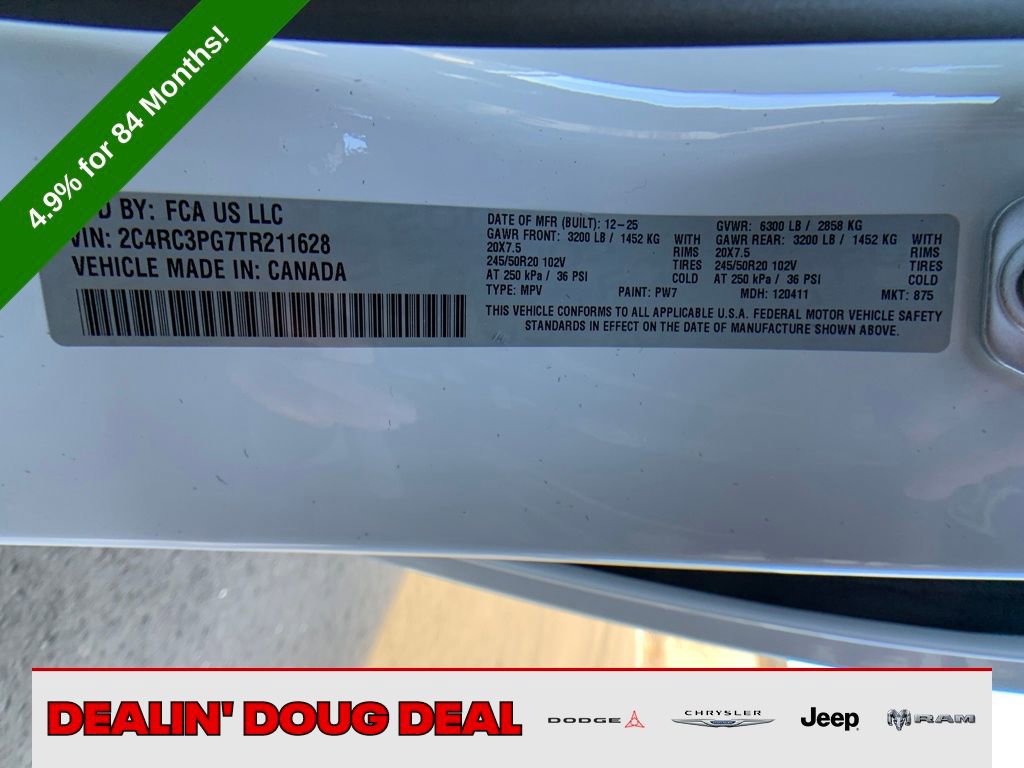 4.9% for 84 Months!
BY: FCA US LLC
VIN: 2C4RC3PG7TR211628
VEHICLE MADE IN: CANADA
DATE OF MFR (BUILT): 12-25
GAWR FRONT: 3200 LB / 1452 KG WITH
20X7.5 RIMS
245/50R20 102V TIRES
AT 250 kPa / 36 PSI COLD
TYPE: MPV PAINT: PW7
GVWR: 6300 LB / 2858 KG
GAWR REAR: 3200 LB / 1452 KG WITH
20X7.5 RIMS
245/50R20 102V TIRES
AT 250 kPa / 36 PSI COLD
MDH: 120411 MKT: 875
THIS VEHICLE CONFORMS TO ALL APPLICABLE U.S.A. FEDERAL MOTOR VEHICLE SAFETY
STANDARDS IN EFFECT ON THE DATE OF MANUFACTURE SHOWN ABOVE.
DEALIN' DOUG DEAL
DODGE
CHRYSLER
Jeep
RAM